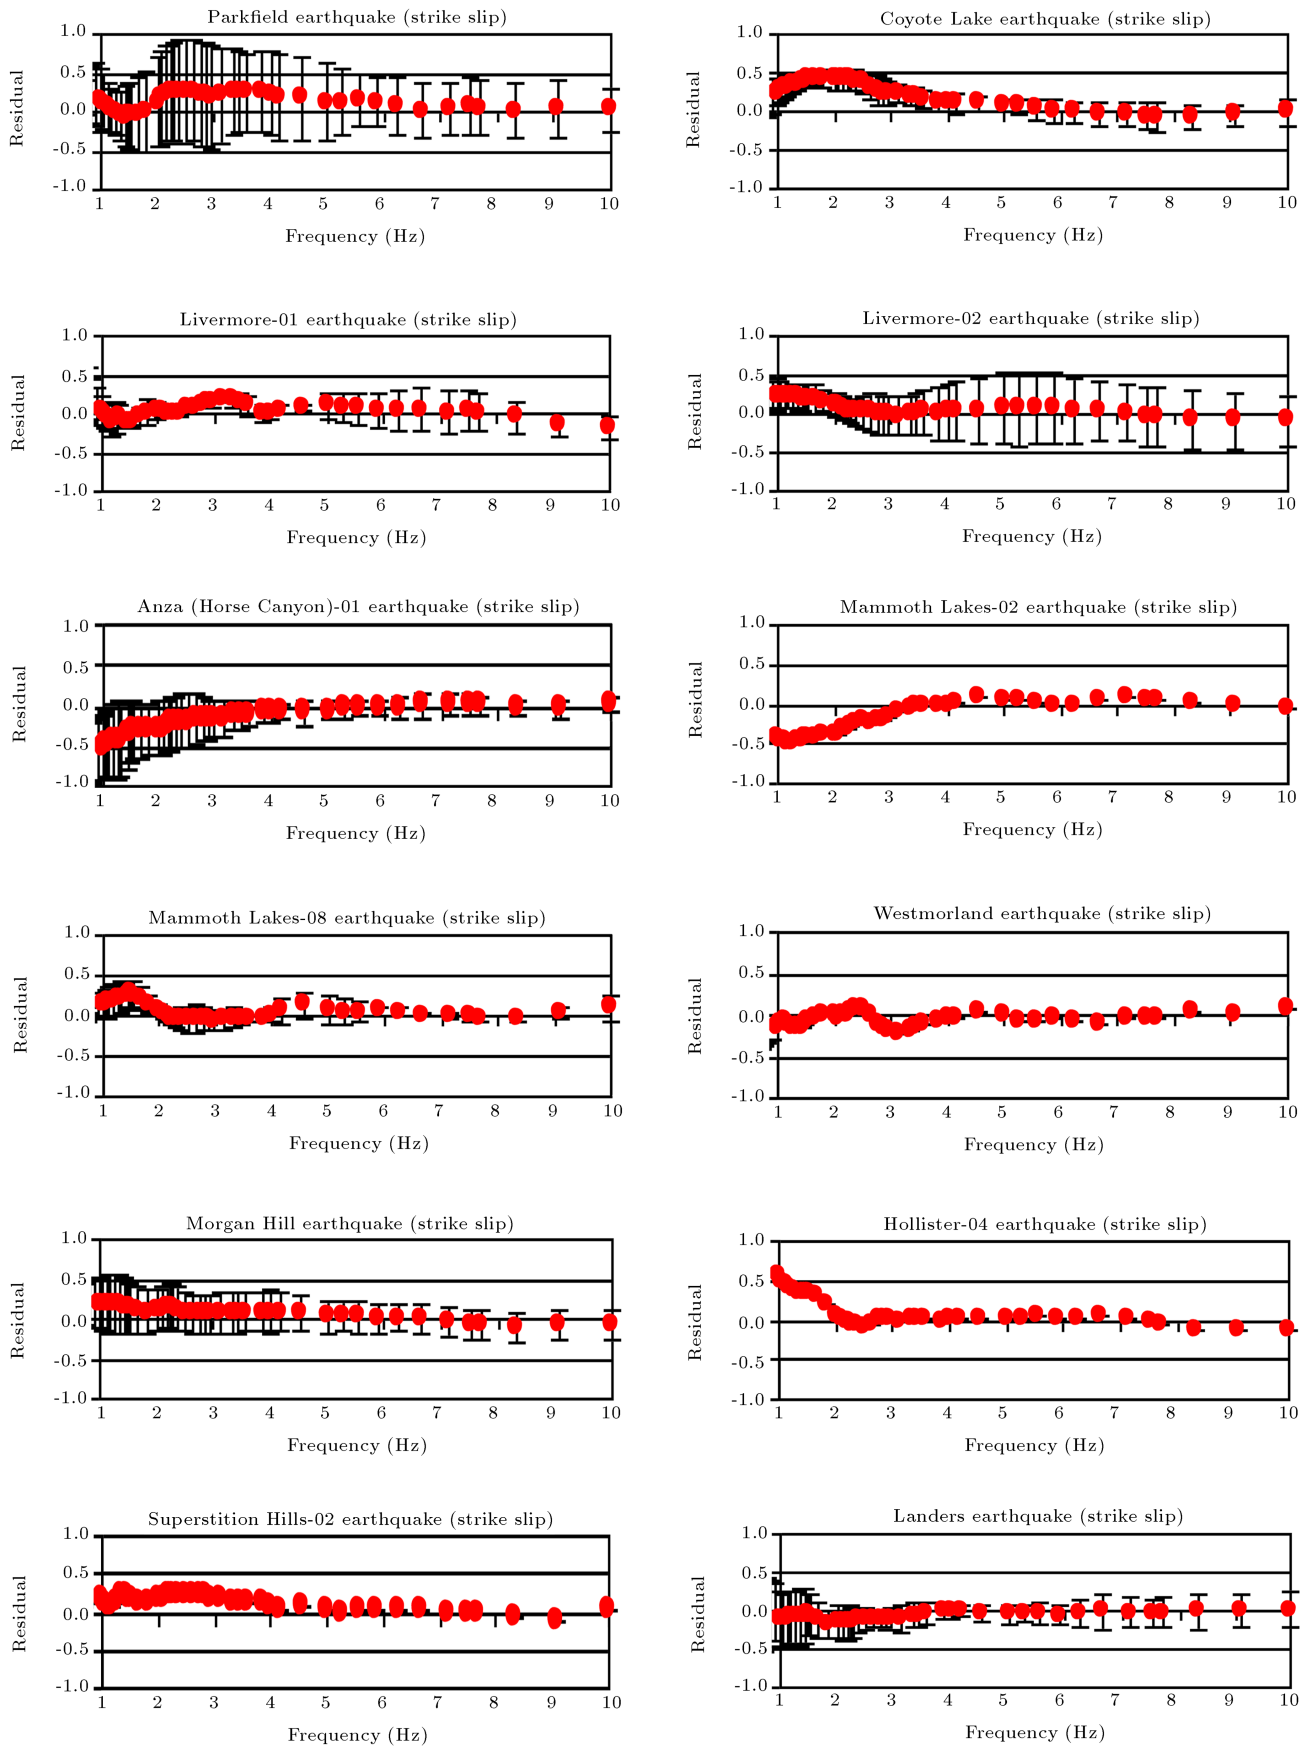 Parkfield earthquake (strike slip)
1.0
0.5
0.0
-0.5
-1.0
Residual
1 2 3 4 5 6 7 8 9 10
Frequency (Hz)
Coyote Lake earthquake (strike slip)
1.0
0.5
0.0
-0.5
-1.0
Residual
1 2 3 4 5 6 7 8 9 10
Frequency (Hz)
Livermore-01 earthquake (strike slip)
1.0
0.5
0.0
-0.5
-1.0
Residual
1 2 3 4 5 6 7 8 9 10
Frequency (Hz)
Livermore-02 earthquake (strike slip)
1.0
0.5
0.0
-0.5
-1.0
Residual
1 2 3 4 5 6 7 8 9 10
Frequency (Hz)
Anza (Horse Canyon)-01 earthquake (strike slip)
1.0
0.5
0.0
-0.5
-1.0
Residual
1 2 3 4 5 6 7 8 9 10
Frequency (Hz)
Mammoth Lakes-02 earthquake (strike slip)
1.0
0.5
0.0
-0.5
-1.0
Residual
1 2 3 4 5 6 7 8 9 10
Frequency (Hz)
Mammoth Lakes-08 earthquake (strike slip)
1.0
0.5
0.0
-0.5
-1.0
Residual
1 2 3 4 5 6 7 8 9 10
Frequency (Hz)
Westmorland earthquake (strike slip)
1.0
0.5
0.0
-0.5
-1.0
Residual
1 2 3 4 5 6 7 8 9 10
Frequency (Hz)
Morgan Hill earthquake (strike slip)
1.0
0.5
0.0
-0.5
-1.0
Residual
1 2 3 4 5 6 7 8 9 10
Frequency (Hz)
Hollister-04 earthquake (strike slip)
1.0
0.5
0.0
-0.5
-1.0
Residual
1 2 3 4 5 6 7 8 9 10
Frequency (Hz)
Superstition Hills-02 earthquake (strike slip)
1.0
0.5
0.0
-0.5
-1.0
Residual
1 2 3 4 5 6 7 8 9 10
Frequency (Hz)
Landers earthquake (strike slip)
1.0
0.5
0.0
-0.5
-1.0
Residual
1 2 3 4 5 6 7 8 9 10
Frequency (Hz)